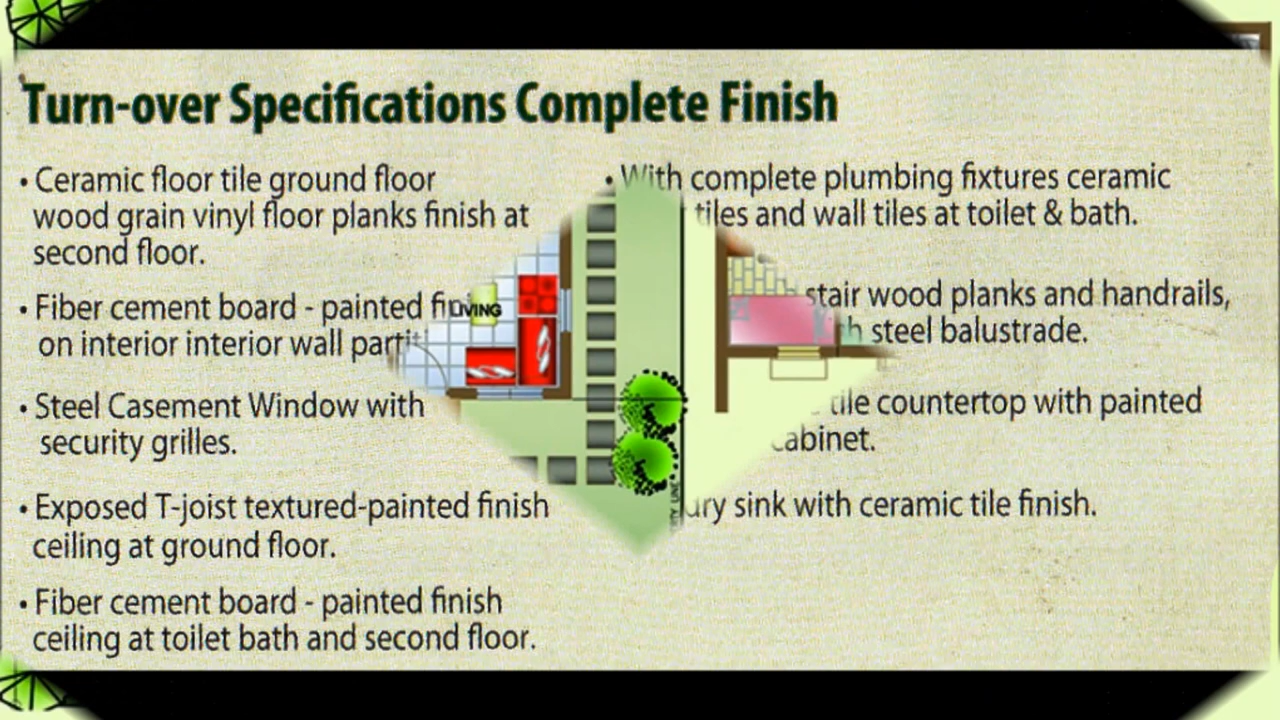 Turn-over Specifications Complete Finish
• Ceramic floor tile ground floor
wood grain vinyl floor planks finish at
second floor.
• Fiber cement board - painted
on interior interior wall
• Steel Casement Window with
security grilles.
• Exposed T-joist textured-painted finish
ceiling at ground floor.
• Fiber cement board - painted finish
ceiling at toilet bath and second floor.
• With complete plumbing fixtures ceramic
tiles and wall tiles at toilet & bath.
stair wood planks and handrails,
steel balustrade.
tile countertop with painted
cabinet.
sink with ceramic tile finish.
LIVING
LINE